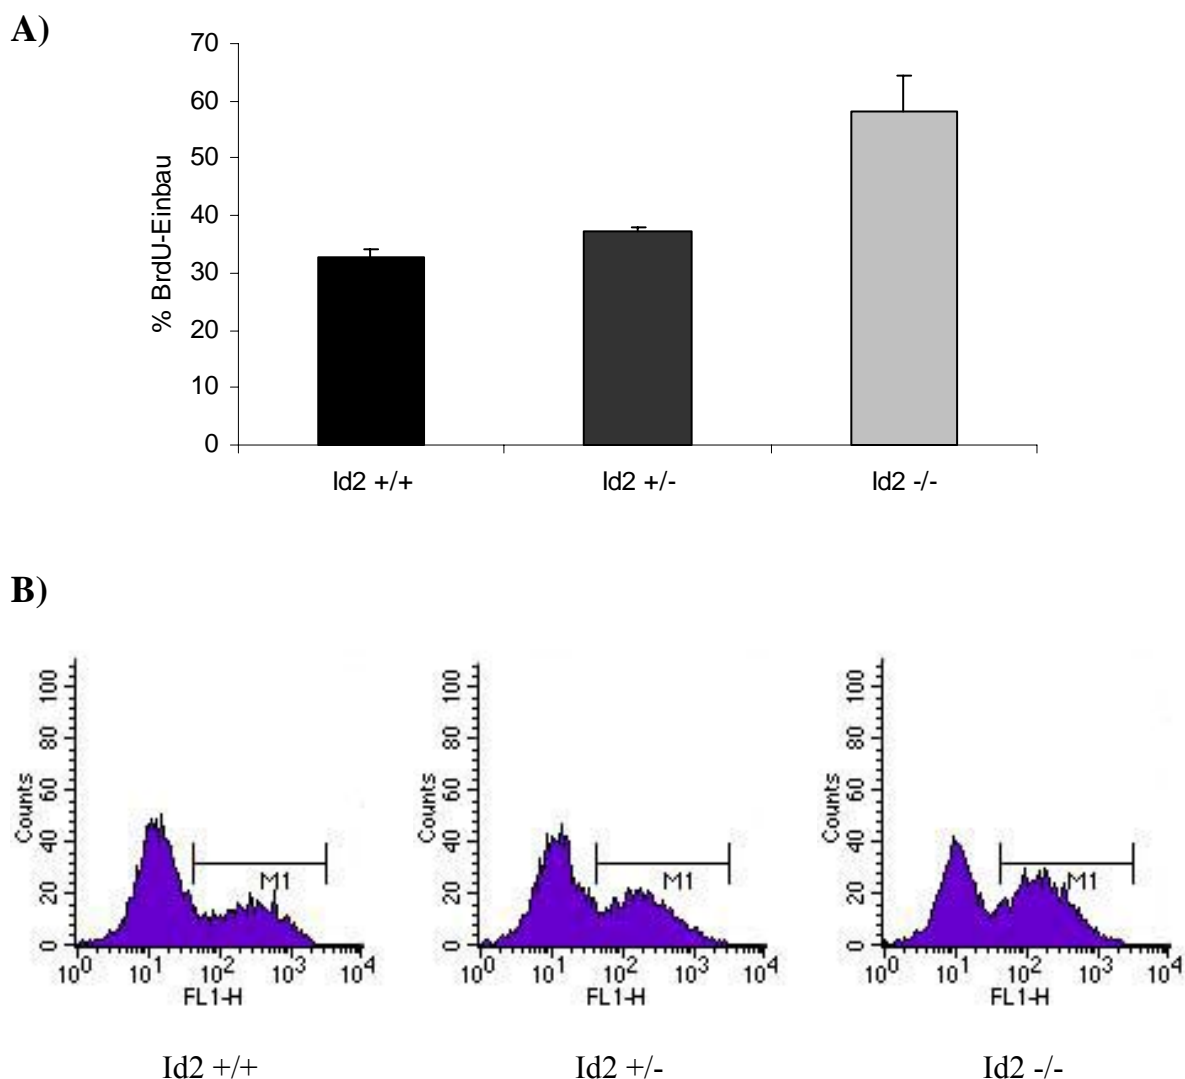 A)
% BrdU-Einbau
70
60
50
40
30
20
10
0
Id2 +/+ Id2 +/- Id2 -/-
B)
Counts
100
80
60
40
20
0
M1
10^0 10^1 10^2 10^3 10^4
FL1-H
Id2 +/+
Counts
100
80
60
40
20
0
M1
10^0 10^1 10^2 10^3 10^4
FL1-H
Id2 +/-
Counts
100
80
60
40
20
0
M1
10^0 10^1 10^2 10^3 10^4
FL1-H
Id2 -/-